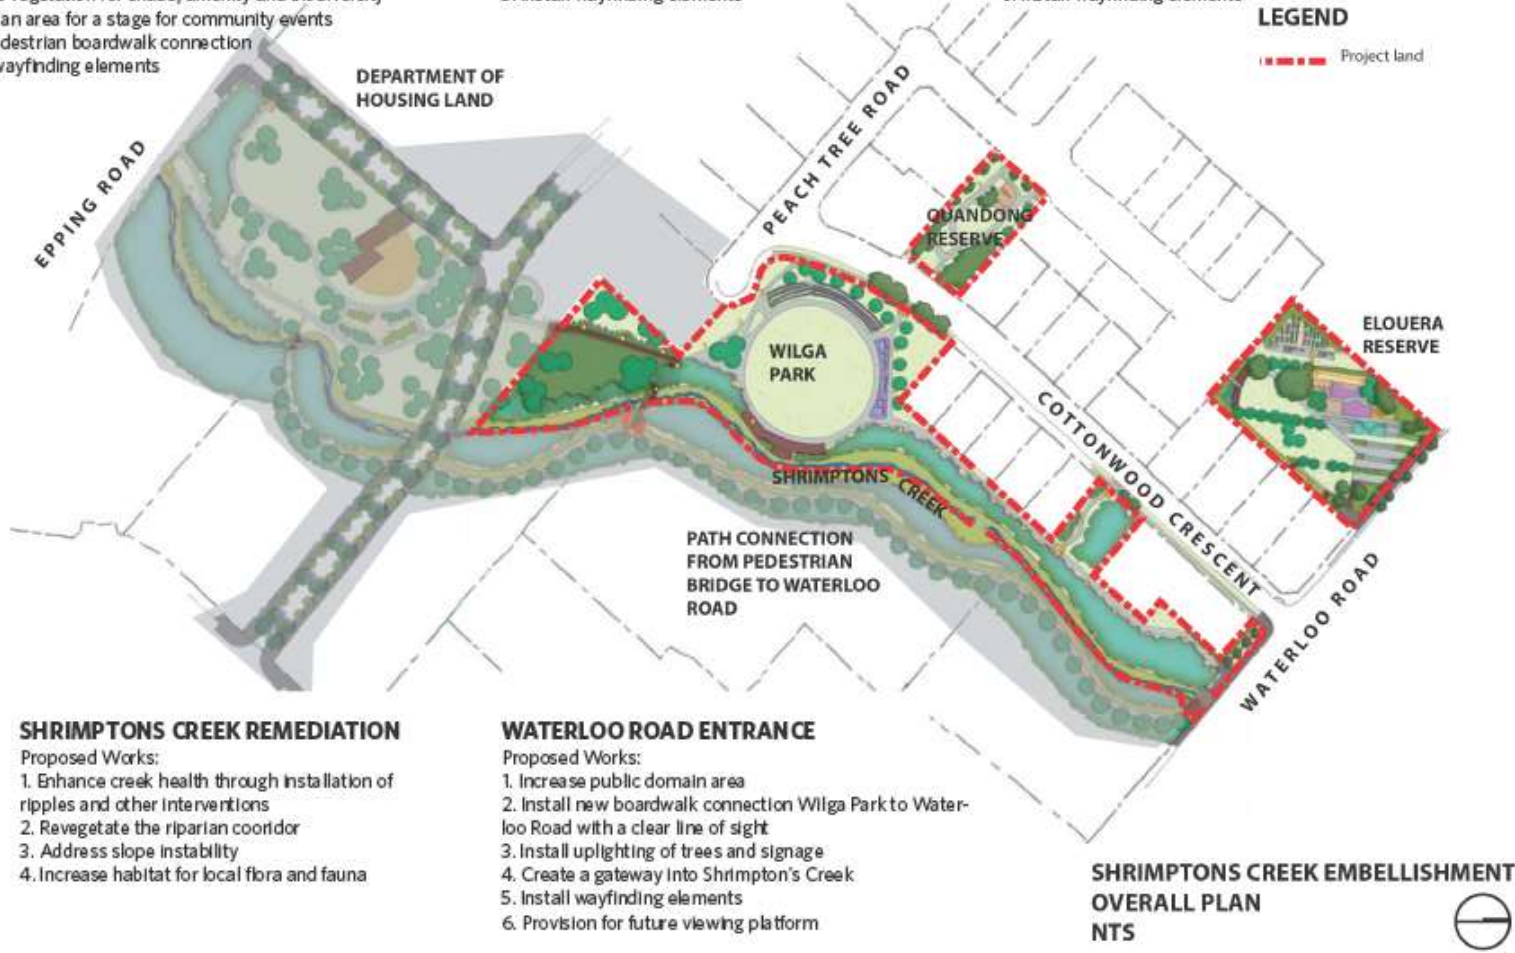 an area for a stage for community events
destrian boardwalk connection
wayfinding elements
LEGEND
Project land
DEPARTMENT OF
HOUSING LAND
EPPING ROAD
PEACH TREE ROAD
QUANDONG
RESERVE
ELOUERA
RESERVE
WILGA
PARK
COTTONWOOD CRESCENT
SHRIMPTONS CREEK
PATH CONNECTION
FROM PEDESTRIAN
BRIDGE TO WATERLOO
ROAD
WATERLOO ROAD
SHRIMPTONS CREEK REMEDIATION
Proposed Works:
1. Enhance creek health through installation of
ripples and other interventions
2. Revegetate the riparian cooridor
3. Address slope instability
4. Increase habitat for local flora and fauna
WATERLOO ROAD ENTRANCE
Proposed Works:
1. Increase public domain area
2. Install new boardwalk connection Wilga Park to Water-
loo Road with a clear line of sight
3. Install uplighting of trees and signage
4. Create a gateway into Shrimpton's Creek
5. Install wayfinding elements
6. Provision for future viewing platform
SHRIMPTONS CREEK EMBELLISHMENT
OVERALL PLAN
NTS